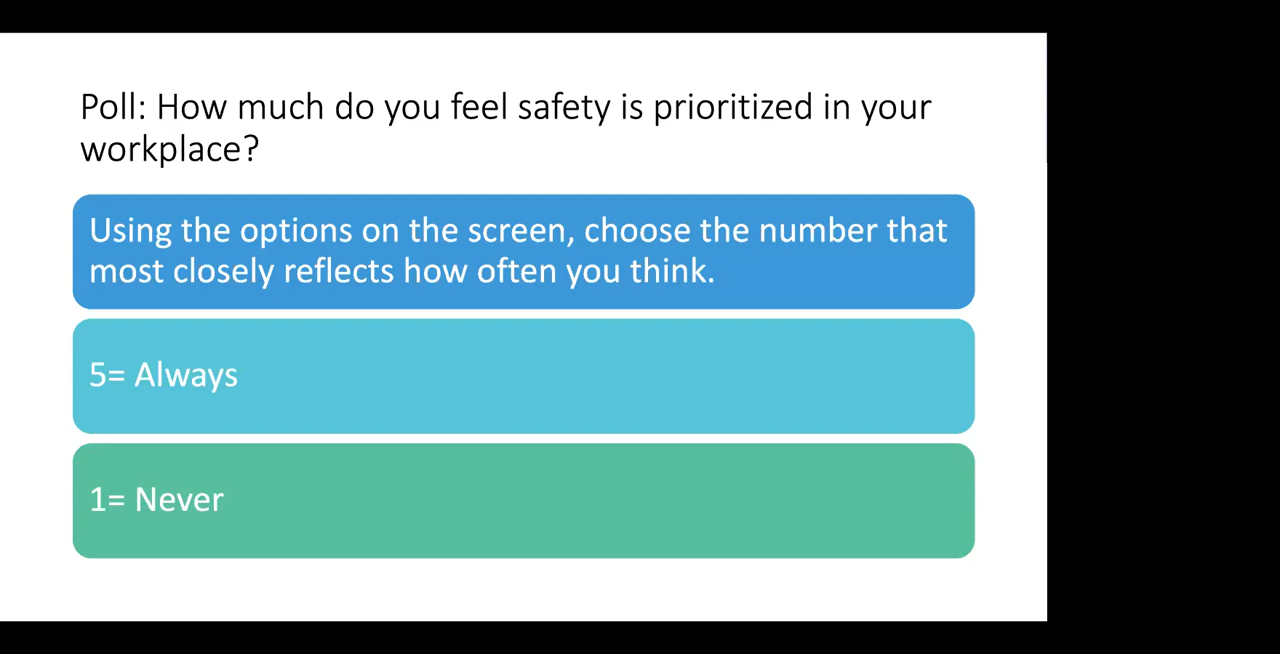 Poll: How much do you feel safety is prioritized in your
workplace?
Using the options on the screen, choose the number that
most closely reflects how often you think.
5= Always
1= Never